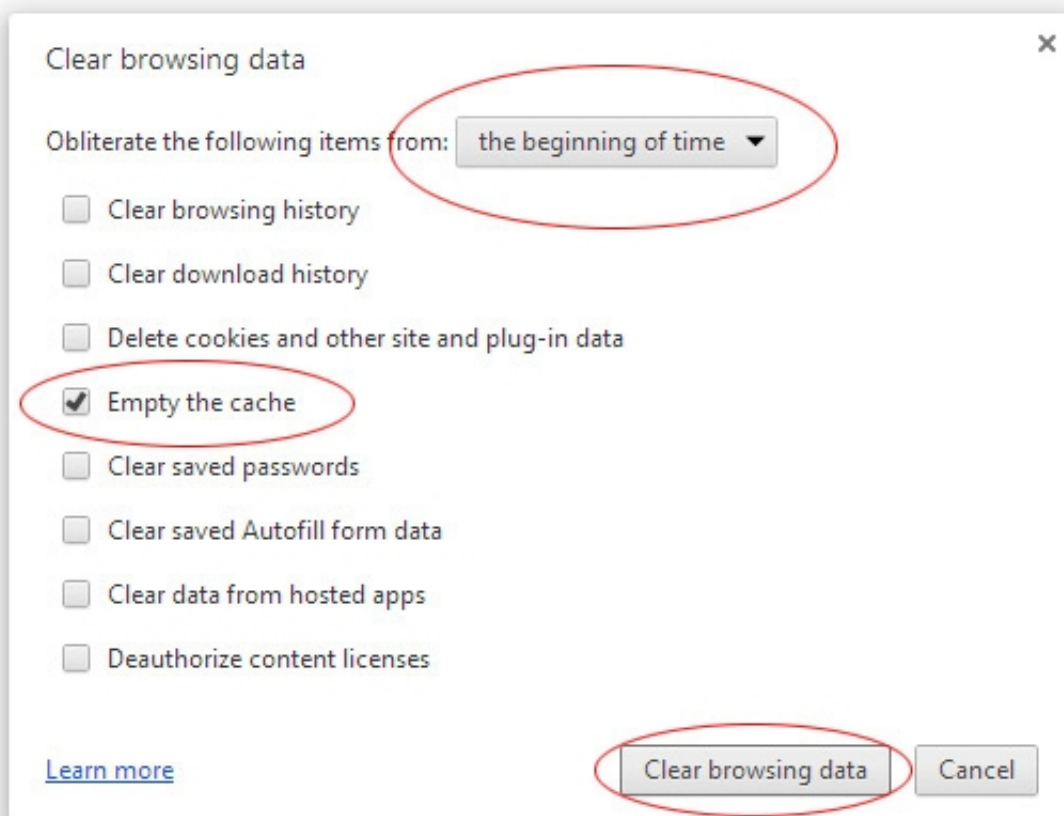 Clear browsing data
Obliterate the following items from: the beginning of time
Clear browsing history
Clear download history
Delete cookies and other site and plug-in data
Empty the cache
Clear saved passwords
Clear saved Autofill form data
Clear data from hosted apps
Deauthorize content licenses
Learn more Clear browsing data Cancel